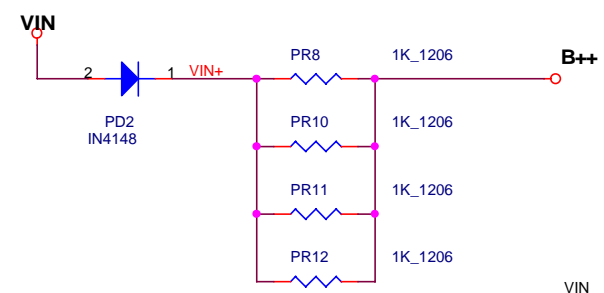 VIN
B++
PR8 1K_1206
2 1 VIN+
PD2
IN4148
PR10 1K_1206
PR11 1K_1206
PR12 1K_1206
VIN